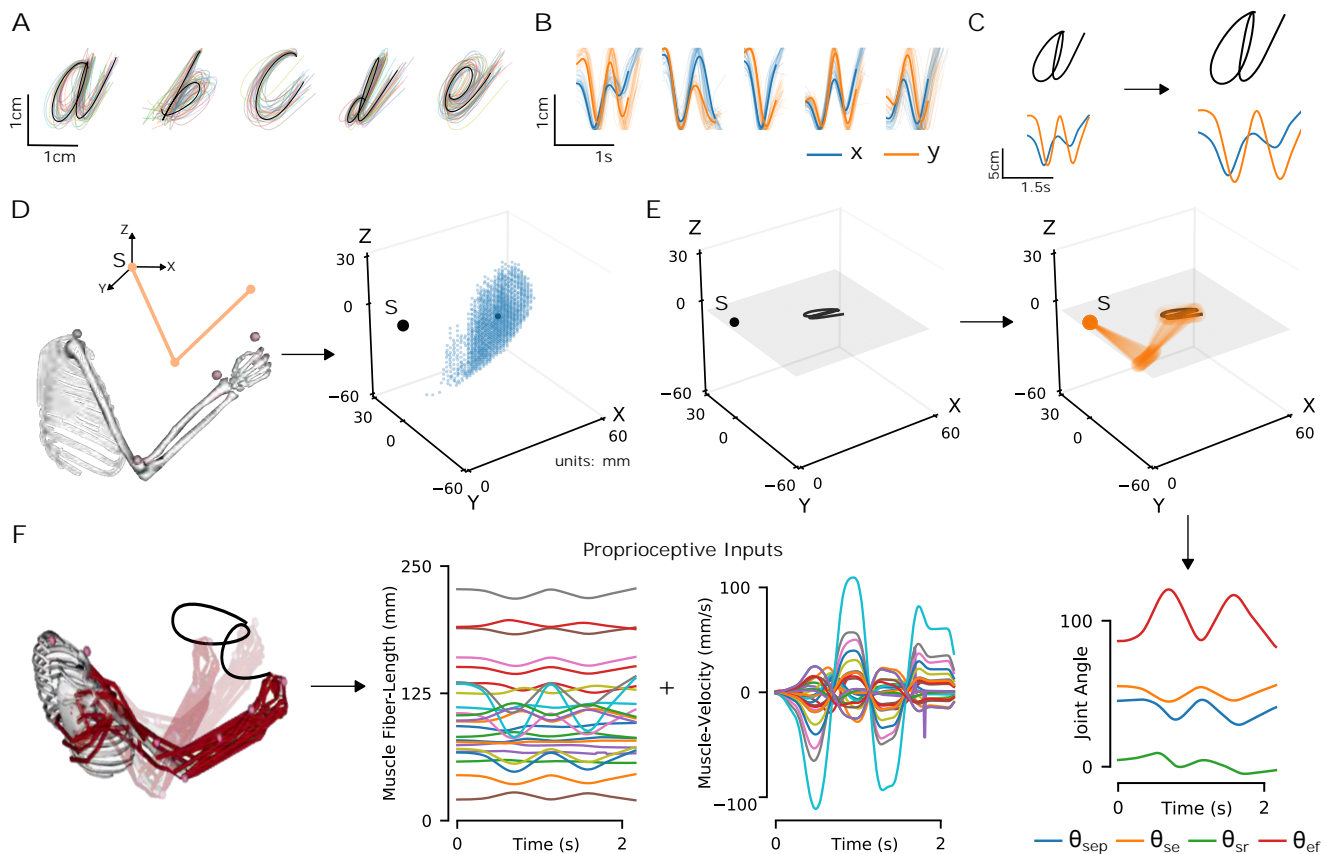 A
1cm
1cm
B
1cm
1s
x
y
C
5cm
1.5s
D
Z
S
X
Y
Z
30
0
−60
30
0
−60
0
60
S
X
Y
units: mm
E
Z
30
0
−60
30
0
−60
0
60
S
X
Y
Z
30
0
−60
30
0
−60
0
60
S
X
Y
F
Proprioceptive Inputs
250
125
0
Muscle Fiber-Length (mm)
0
2
Time (s)
+
100
0
−100
Muscle-Velocity (mm/s)
0
2
Time (s)
100
0
Joint Angle
0
2
Time (s)
θsep
θse
θsr
θef